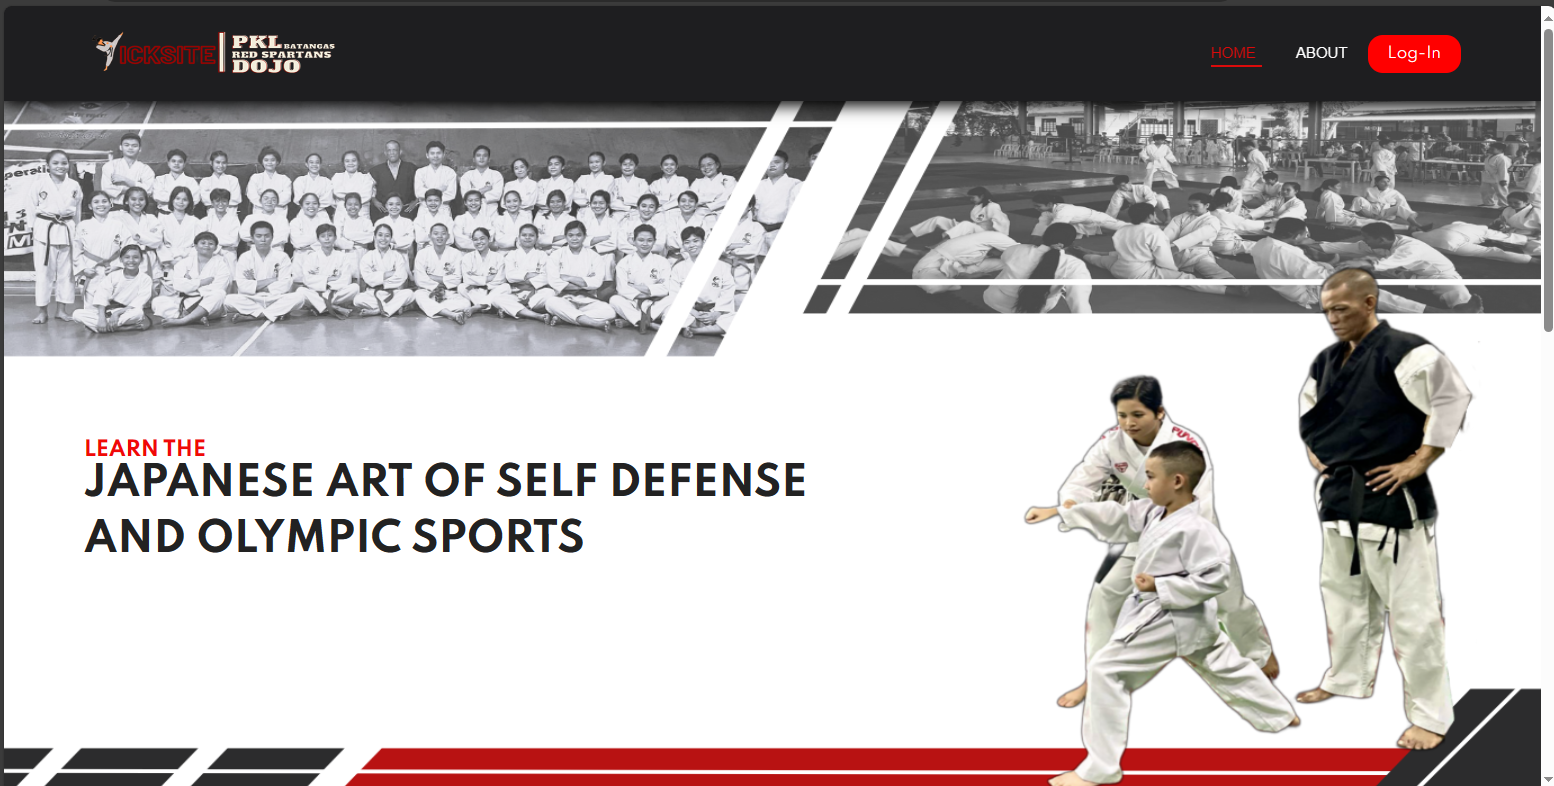 ICKSITE
PKL BATANGAS
RED SPARTANS
DOJO
HOME
ABOUT
Log-In
LEARN THE
JAPANESE ART OF SELF DEFENSE
AND OLYMPIC SPORTS